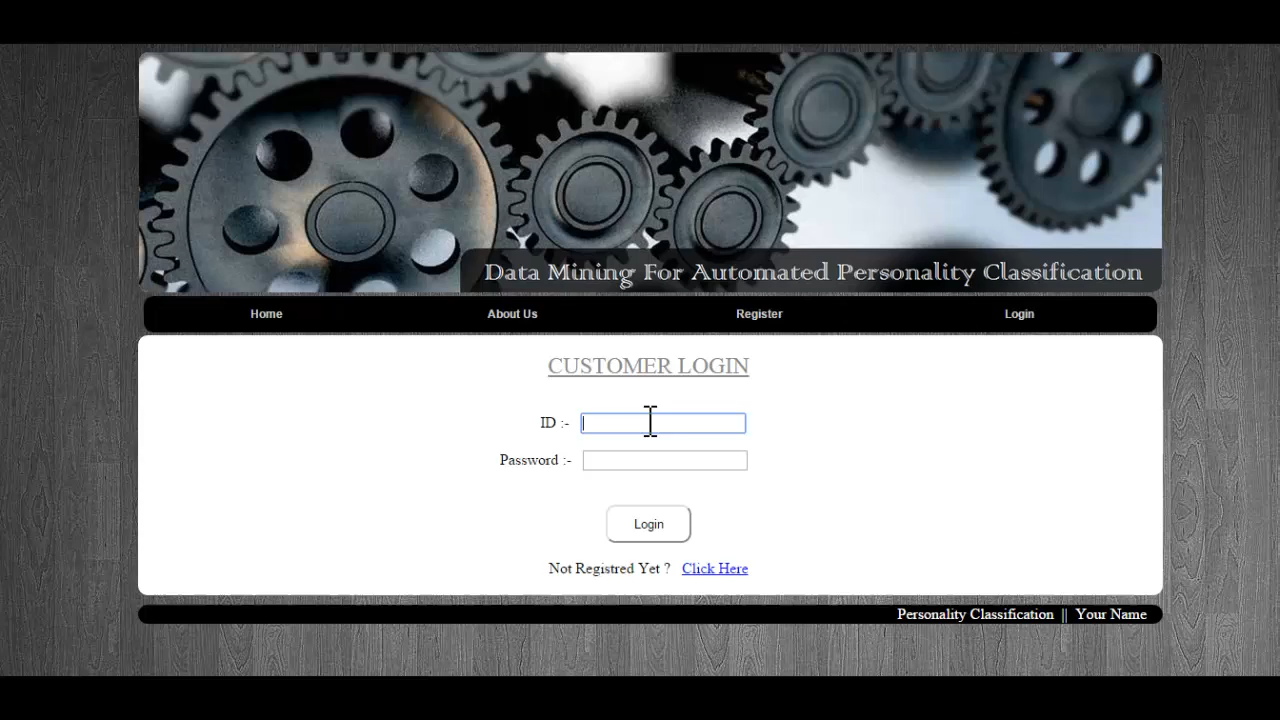 Data Mining For Automated Personality Classification
Home About Us Register Login
CUSTOMER LOGIN
ID :-
Password :-
Login
Not Registred Yet ? Click Here
Personality Classification || Your Name